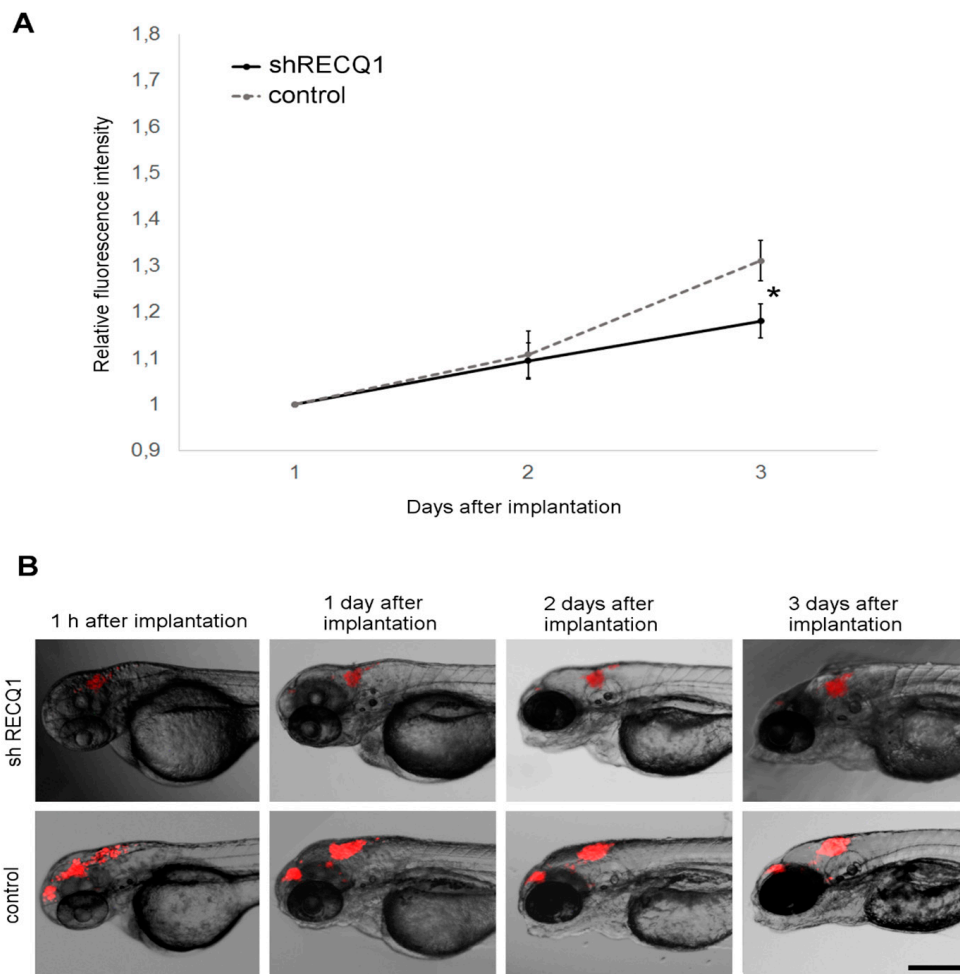 A
1,8
1,7
1,6
1,5
1,4
1,3
1,2
1,1
1
0,9
Relative fluorescence intensity
shRECQ1
control
*
1 2 3
Days after implantation
B
1 h after implantation
1 day after
implantation
2 days after
implantation
3 days after
implantation
sh RECQ1
control